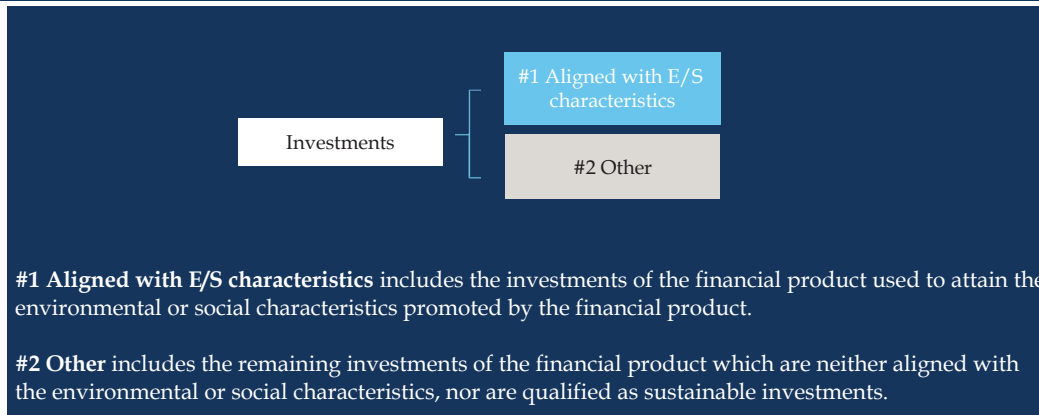 #1 Aligned with E/S
characteristics
Investments
#2 Other
#1 Aligned with E/S characteristics includes the investments of the financial product used to attain the
environmental or social characteristics promoted by the financial product.
#2 Other includes the remaining investments of the financial product which are neither aligned with
the environmental or social characteristics, nor are qualified as sustainable investments.